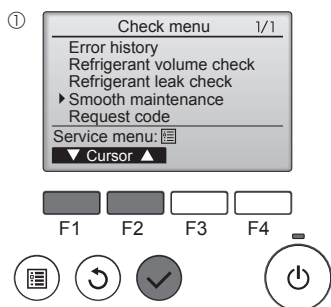 ①
Check menu 1/1
Error history
Refrigerant volume check
Refrigerant leak check
Smooth maintenance
Request code
Service menu:
▼ Cursor ▲
F1 F2 F3 F4